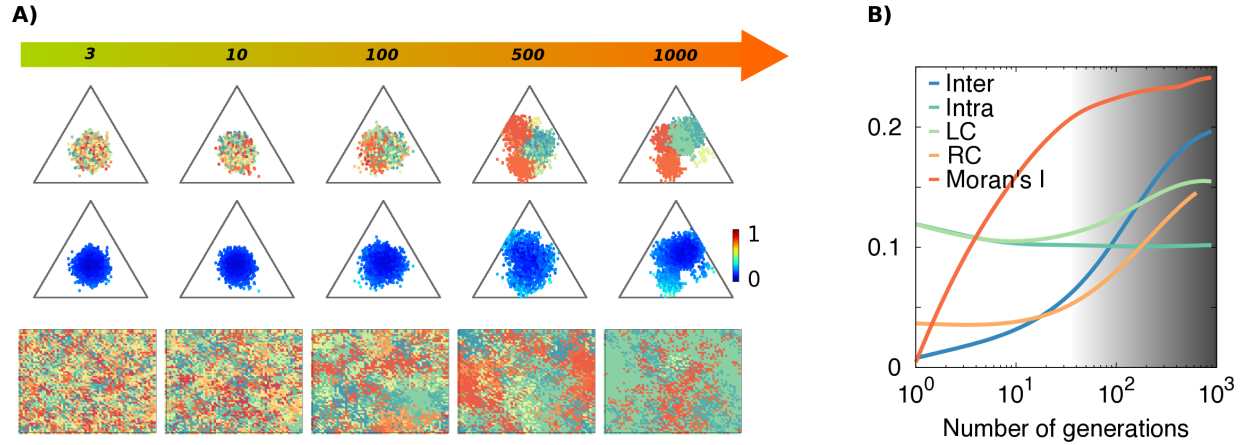 A)
3 10 100 500 1000
1
0
B)
Inter
Intra
LC
RC
Moran's I
0.2
0.1
0
10^0 10^1 10^2 10^3
Number of generations